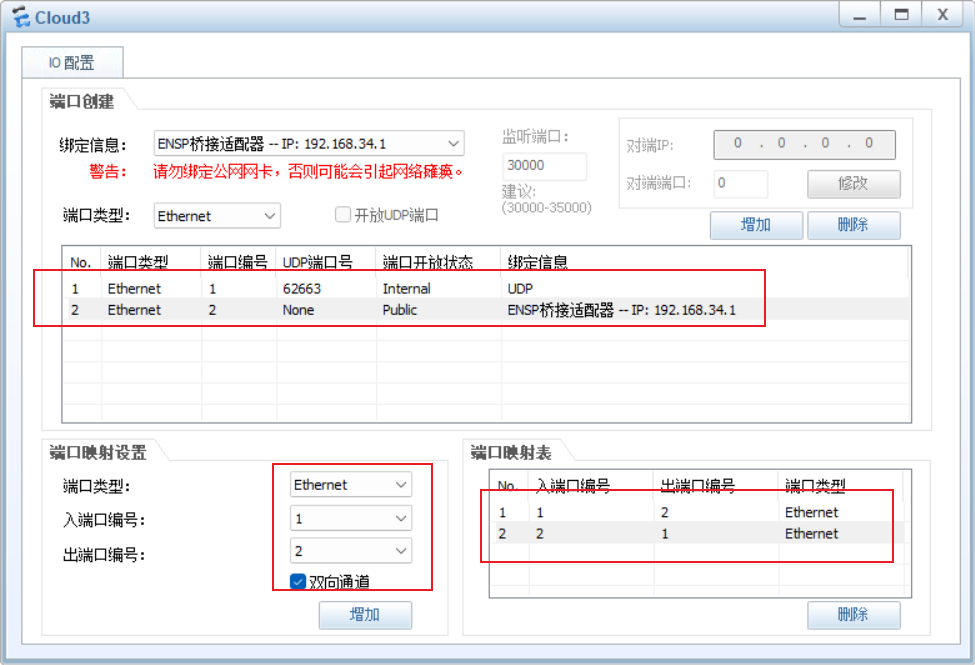 Cloud3
IO 配置
端口创建
绑定信息: ENSP桥接适配器 -- IP: 192.168.34.1
警告: 请勿绑定公网网卡，否则可能会引起网络瘫痪。
端口类型: Ethernet 开放UDP端口
监听端口:
30000
建议:
(30000-35000)
对端IP: 0 . 0 . 0 . 0
对端端口: 0 修改
增加 删除
No. 端口类型 端口编号 UDP端口号 端口开放状态 绑定信息
1 Ethernet 1 62663 Internal UDP
2 Ethernet 2 None Public ENSP桥接适配器 -- IP: 192.168.34.1
端口映射设置
端口类型: Ethernet
入端口编号: 1
出端口编号: 2
双向通道
增加
端口映射表
No. 入端口编号 出端口编号 端口类型
1 1 2 Ethernet
2 2 1 Ethernet
删除